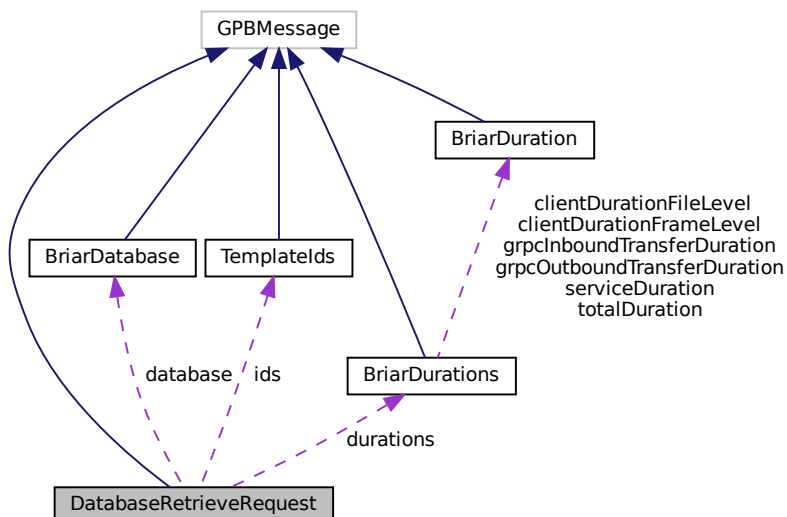 GPBMessage
BriarDuration
clientDurationFileLevel
clientDurationFrameLevel
grpcInboundTransferDuration
grpcOutboundTransferDuration
serviceDuration
totalDuration
BriarDatabase
TemplateIds
database
ids
BriarDurations
durations
DatabaseRetrieveRequest